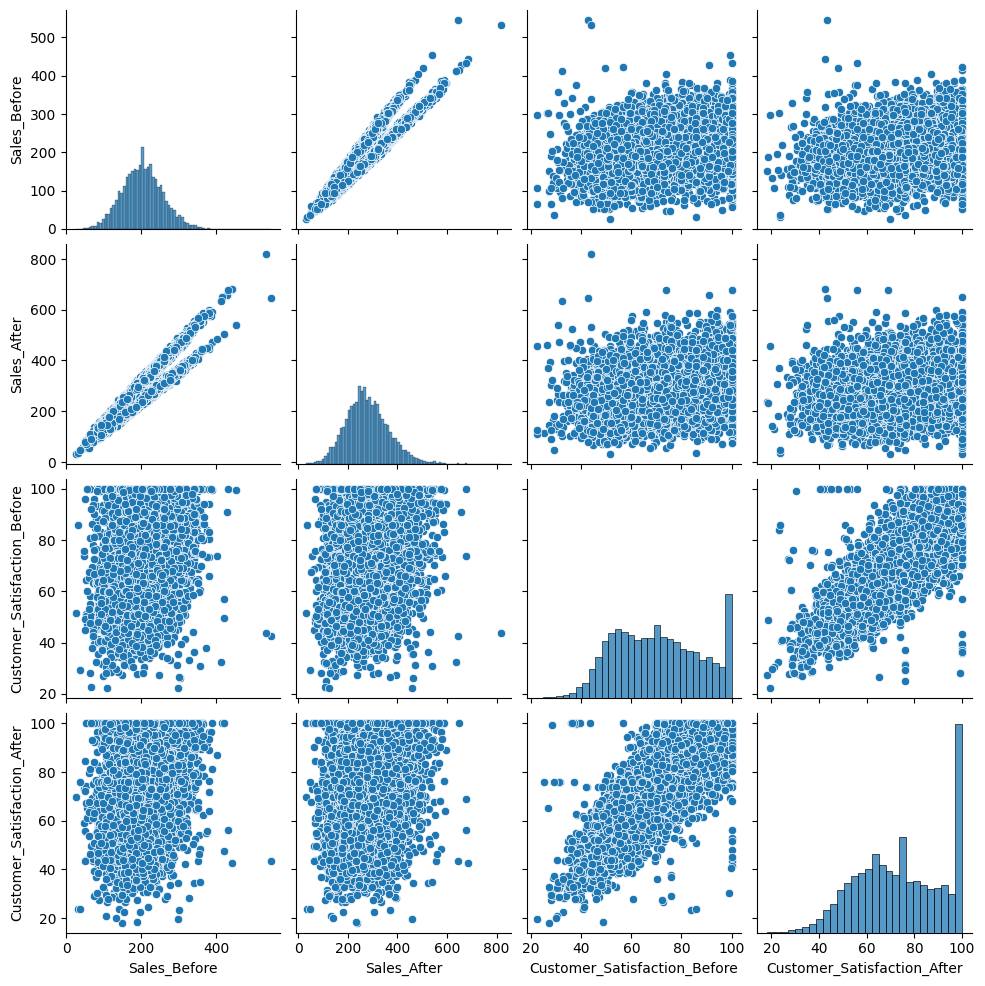 Sales_Before
500
400
300
200
100
0
Sales_After
800
600
400
200
0
Customer_Satisfaction_Before
100
80
60
40
20
Customer_Satisfaction_After
100
80
60
40
20
0 200 400
0 200 400 600 800
20 40 60 80 100
20 40 60 80 100
Sales_Before
Sales_After
Customer_Satisfaction_Before
Customer_Satisfaction_After